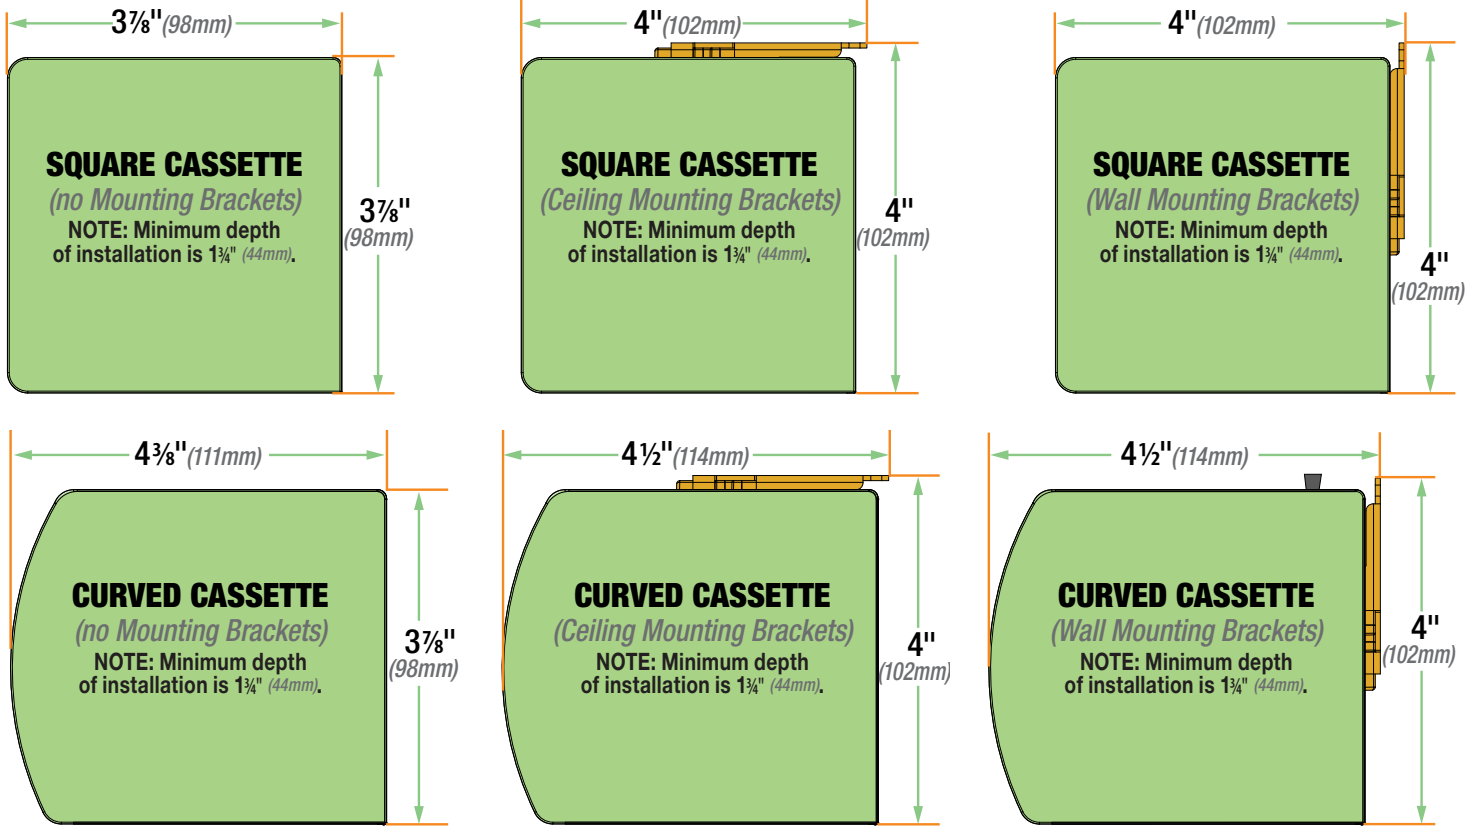 3⅞" (98mm)
SQUARE CASSETTE
(no Mounting Brackets)
NOTE: Minimum depth
of installation is 1¾" (44mm).
3⅞"
(98mm)
4" (102mm)
SQUARE CASSETTE
(Ceiling Mounting Brackets)
NOTE: Minimum depth
of installation is 1¾" (44mm).
4"
(102mm)
4" (102mm)
SQUARE CASSETTE
(Wall Mounting Brackets)
NOTE: Minimum depth
of installation is 1¾" (44mm).
4"
(102mm)
4⅜" (111mm)
CURVED CASSETTE
(no Mounting Brackets)
NOTE: Minimum depth
of installation is 1¾" (44mm).
3⅞"
(98mm)
4½" (114mm)
CURVED CASSETTE
(Ceiling Mounting Brackets)
NOTE: Minimum depth
of installation is 1¾" (44mm).
4"
(102mm)
4½" (114mm)
CURVED CASSETTE
(Wall Mounting Brackets)
NOTE: Minimum depth
of installation is 1¾" (44mm).
4"
(102mm)